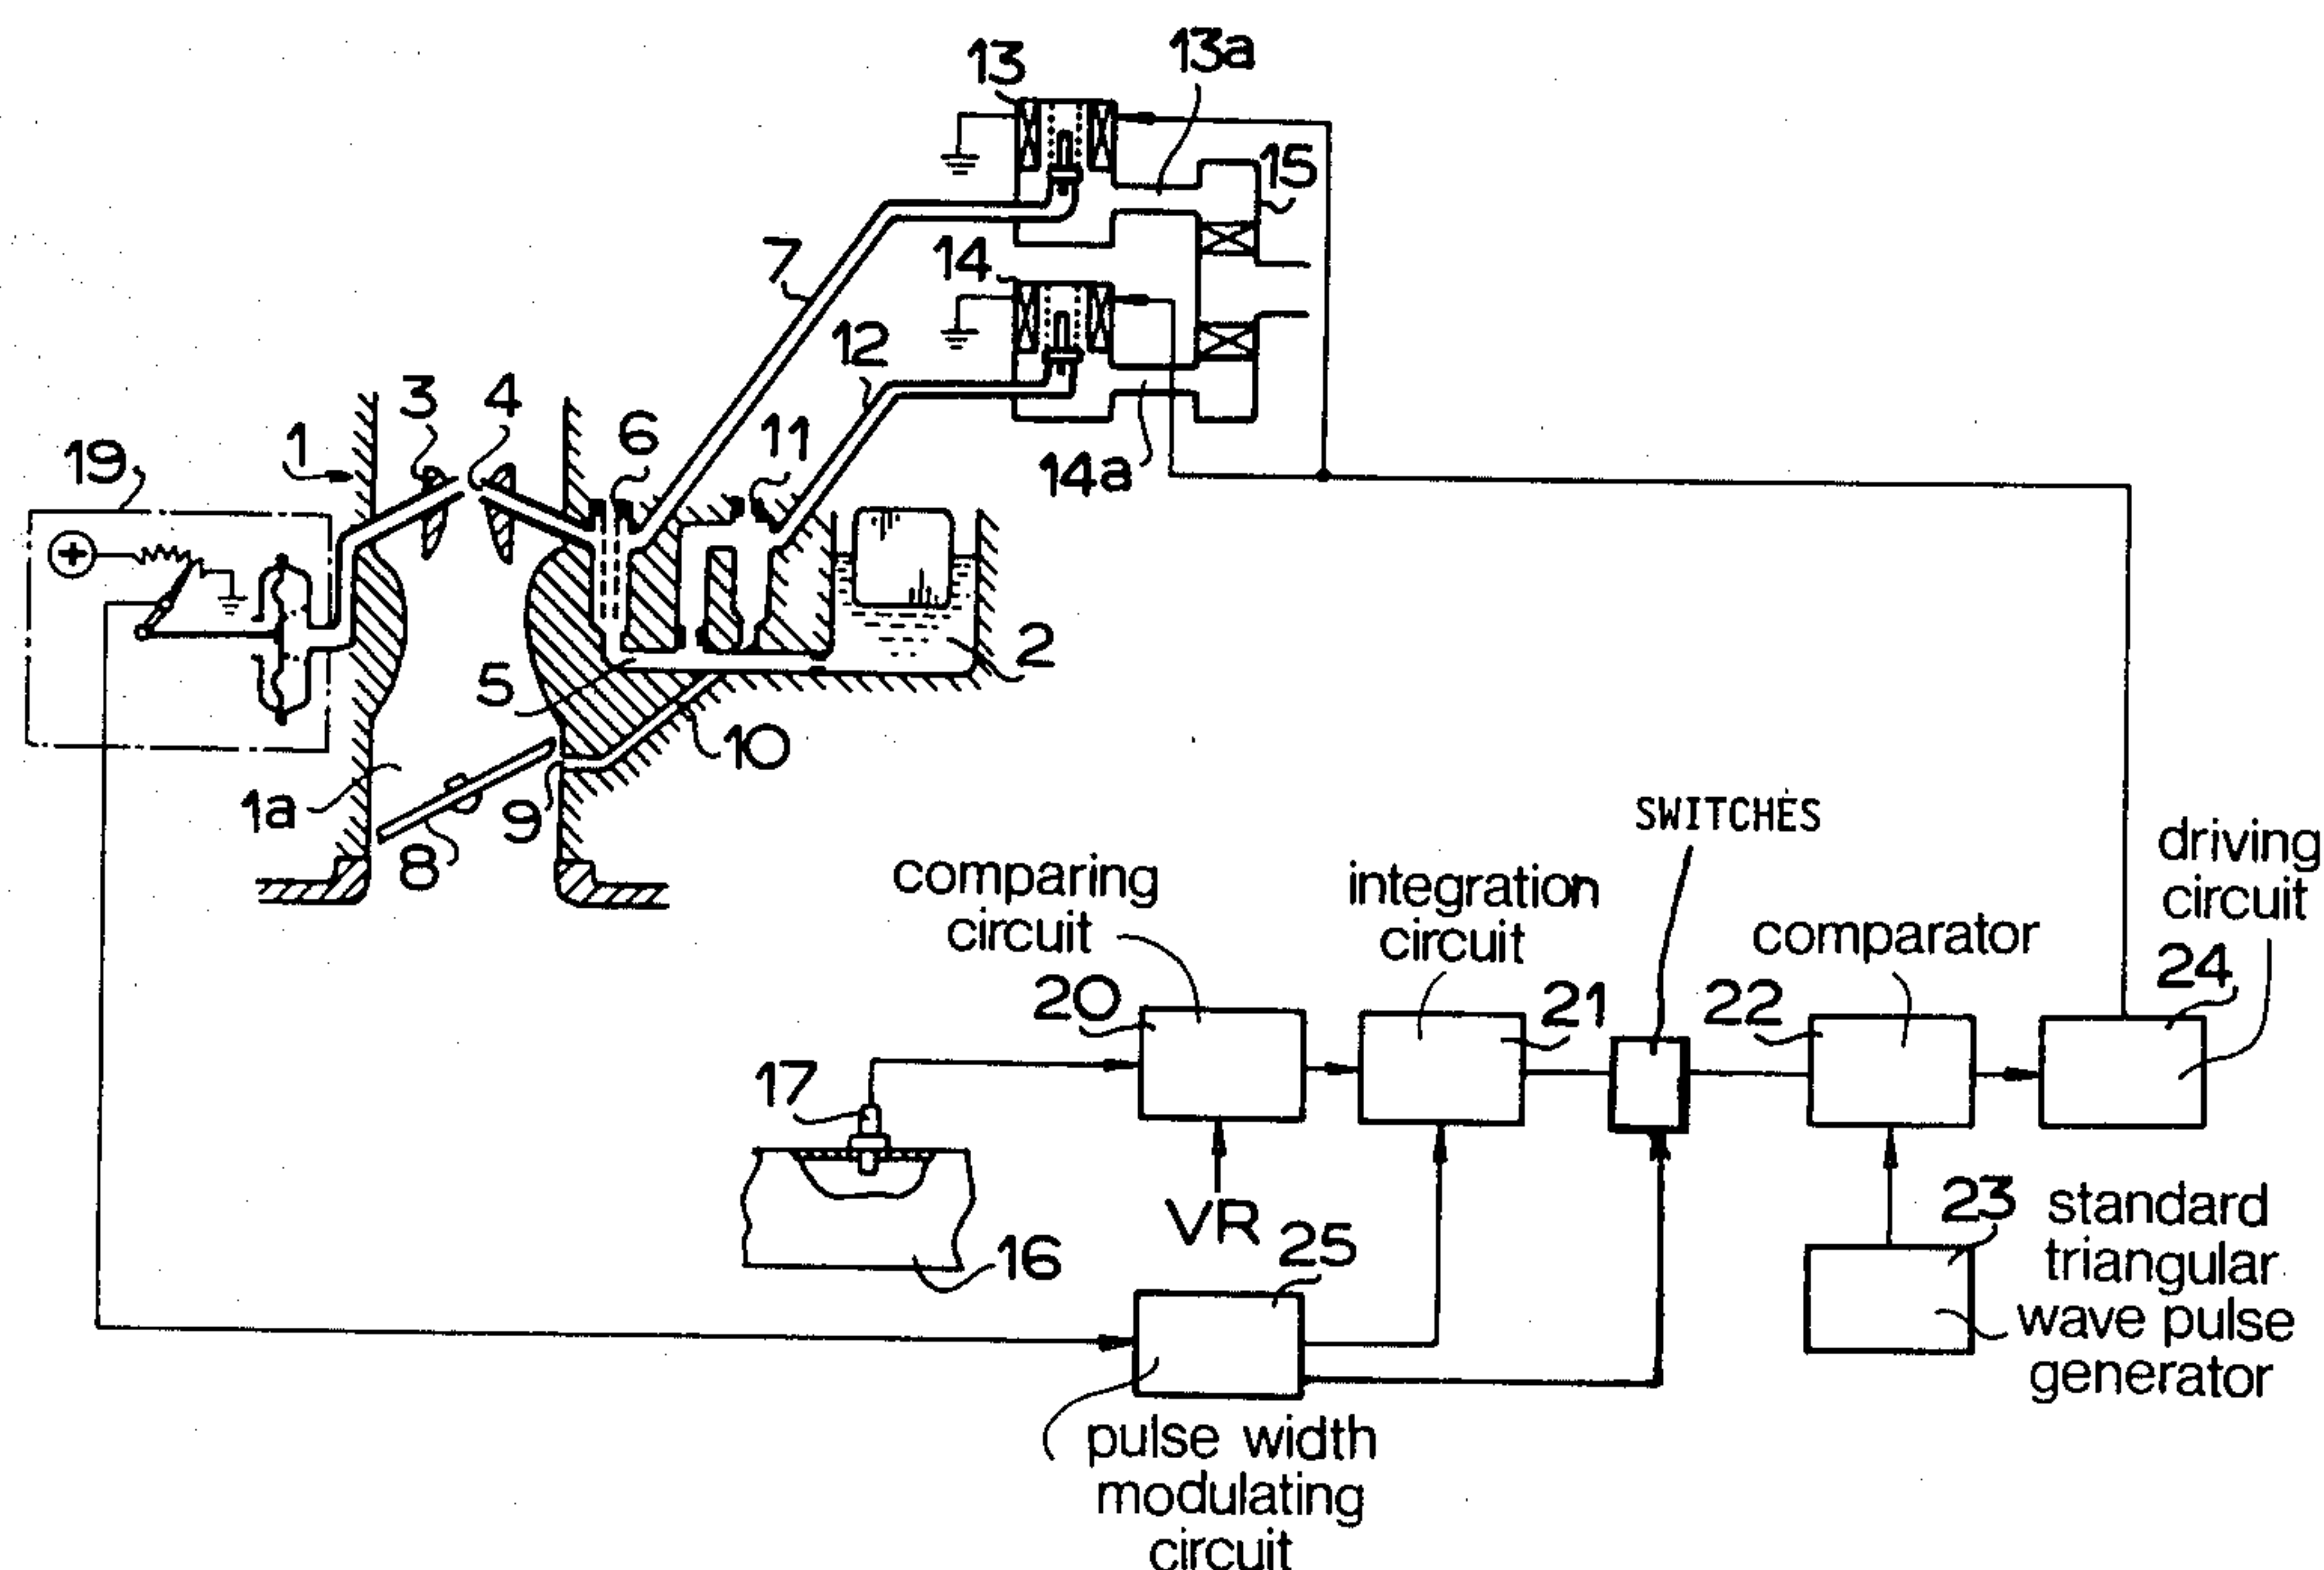 13
13a
15
7
14
12
14a
3
4
6
11
1
19
2
5
10
1a
9
8
SWITCHES
driving
circuit
24
comparing
circuit
20
integration
circuit
21
comparator
22
17
VR
16
25
23
standard
triangular
wave pulse
generator
pulse width
modulating
circuit